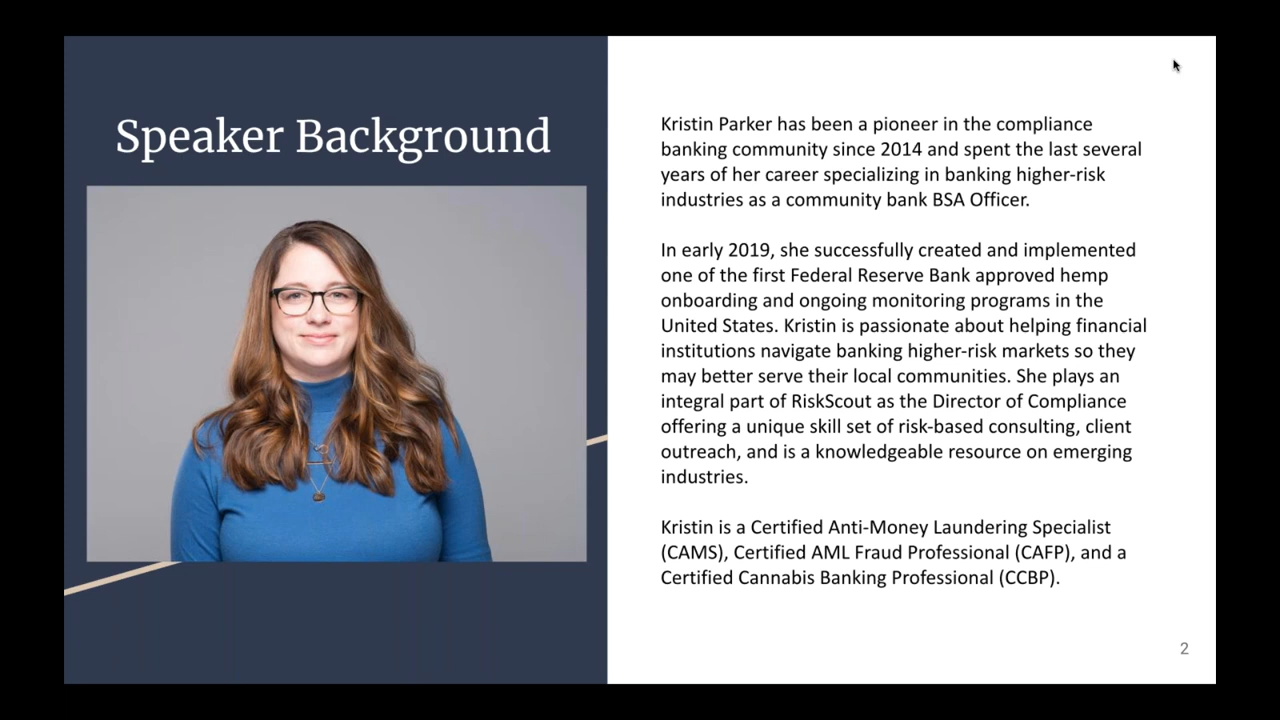 Speaker Background
Kristin Parker has been a pioneer in the compliance
banking community since 2014 and spent the last several
years of her career specializing in banking higher-risk
industries as a community bank BSA Officer.
In early 2019, she successfully created and implemented
one of the first Federal Reserve Bank approved hemp
onboarding and ongoing monitoring programs in the
United States. Kristin is passionate about helping financial
institutions navigate banking higher-risk markets so they
may better serve their local communities. She plays an
integral part of RiskScout as the Director of Compliance
offering a unique skill set of risk-based consulting, client
outreach, and is a knowledgeable resource on emerging
industries.
Kristin is a Certified Anti-Money Laundering Specialist
(CAMS), Certified AML Fraud Professional (CAFP), and a
Certified Cannabis Banking Professional (CCBP).
2